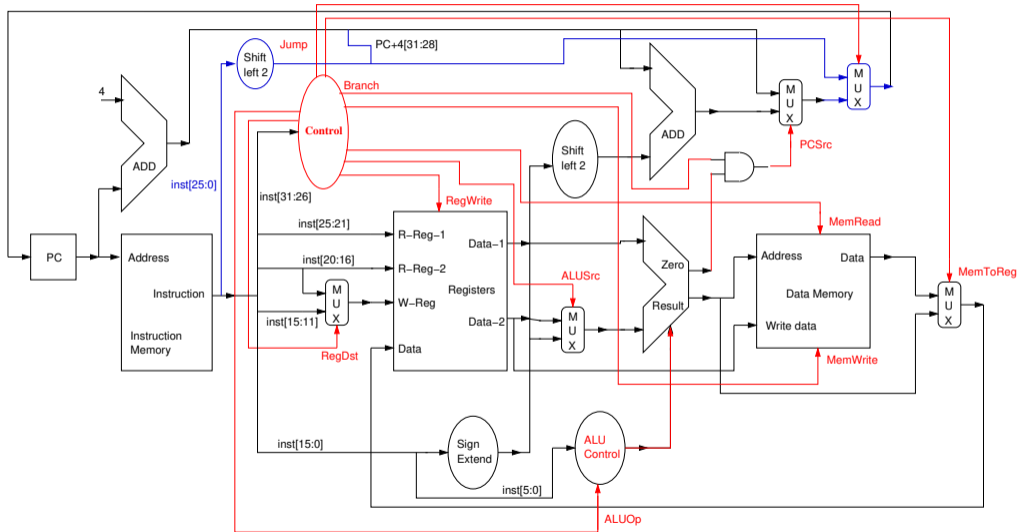 Jump
PC+4[31:28]
Shift
left 2
4
Branch
M
U
X
M
U
X
Control
ADD
ADD
PCSrc
Shift
left 2
inst[25:0]
inst[31:26]
RegWrite
inst[25:21]
R-Reg-1
Data-1
MemRead
PC
Address
Zero
Address
Data
inst[20:16]
R-Reg-2
ALUSrc
MemToReg
Instruction
M
U
X
W-Reg
Registers
Result
Data Memory
M
U
X
inst[15:11]
Data-2
M
U
X
Write data
Instruction
Memory
RegDst
Data
MemWrite
inst[15:0]
Sign
Extend
ALU
Control
inst[5:0]
ALUOp